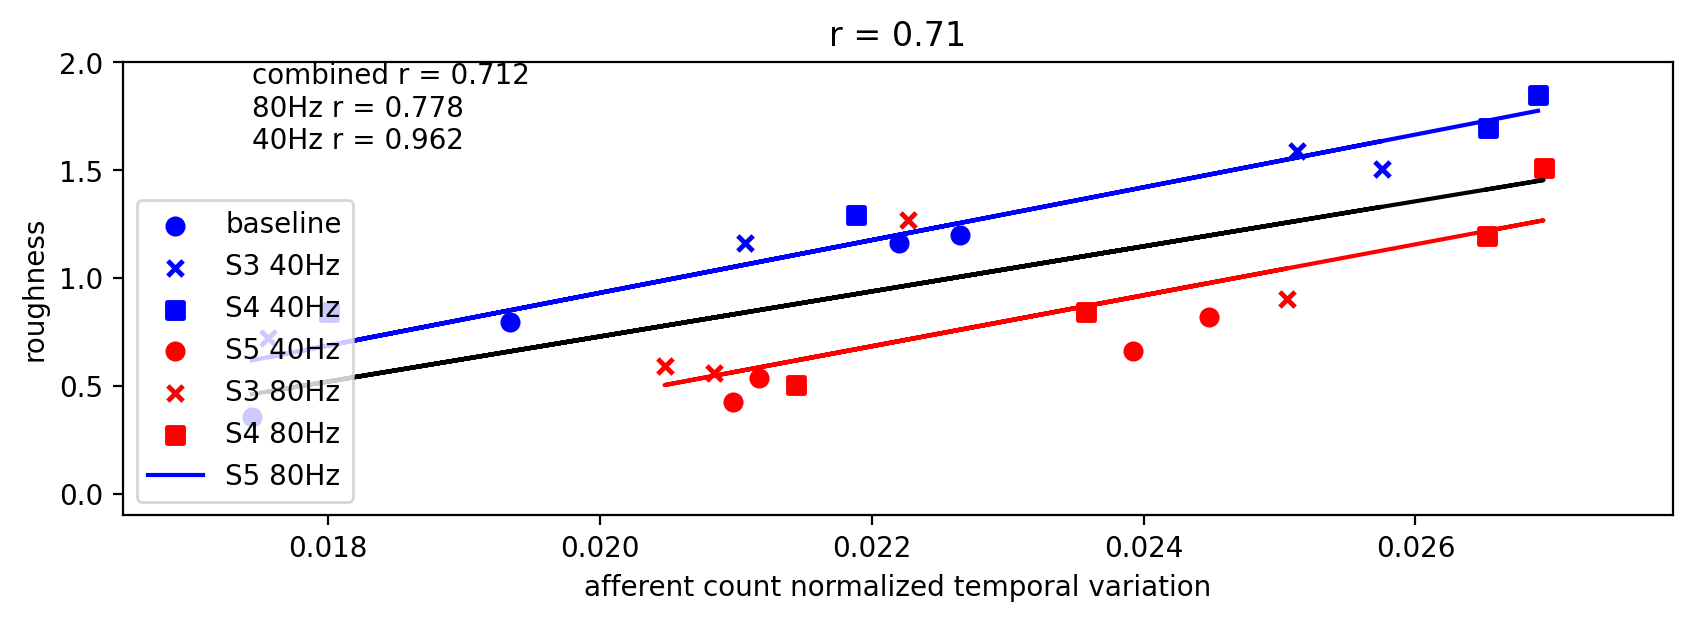 r = 0.71
combined r = 0.712
80Hz r = 0.778
40Hz r = 0.962
2.0
1.5
1.0
0.5
0.0
roughness
baseline
S3 40Hz
S4 40Hz
S5 40Hz
S3 80Hz
S4 80Hz
S5 80Hz
0.018 0.020 0.022 0.024 0.026
afferent count normalized temporal variation